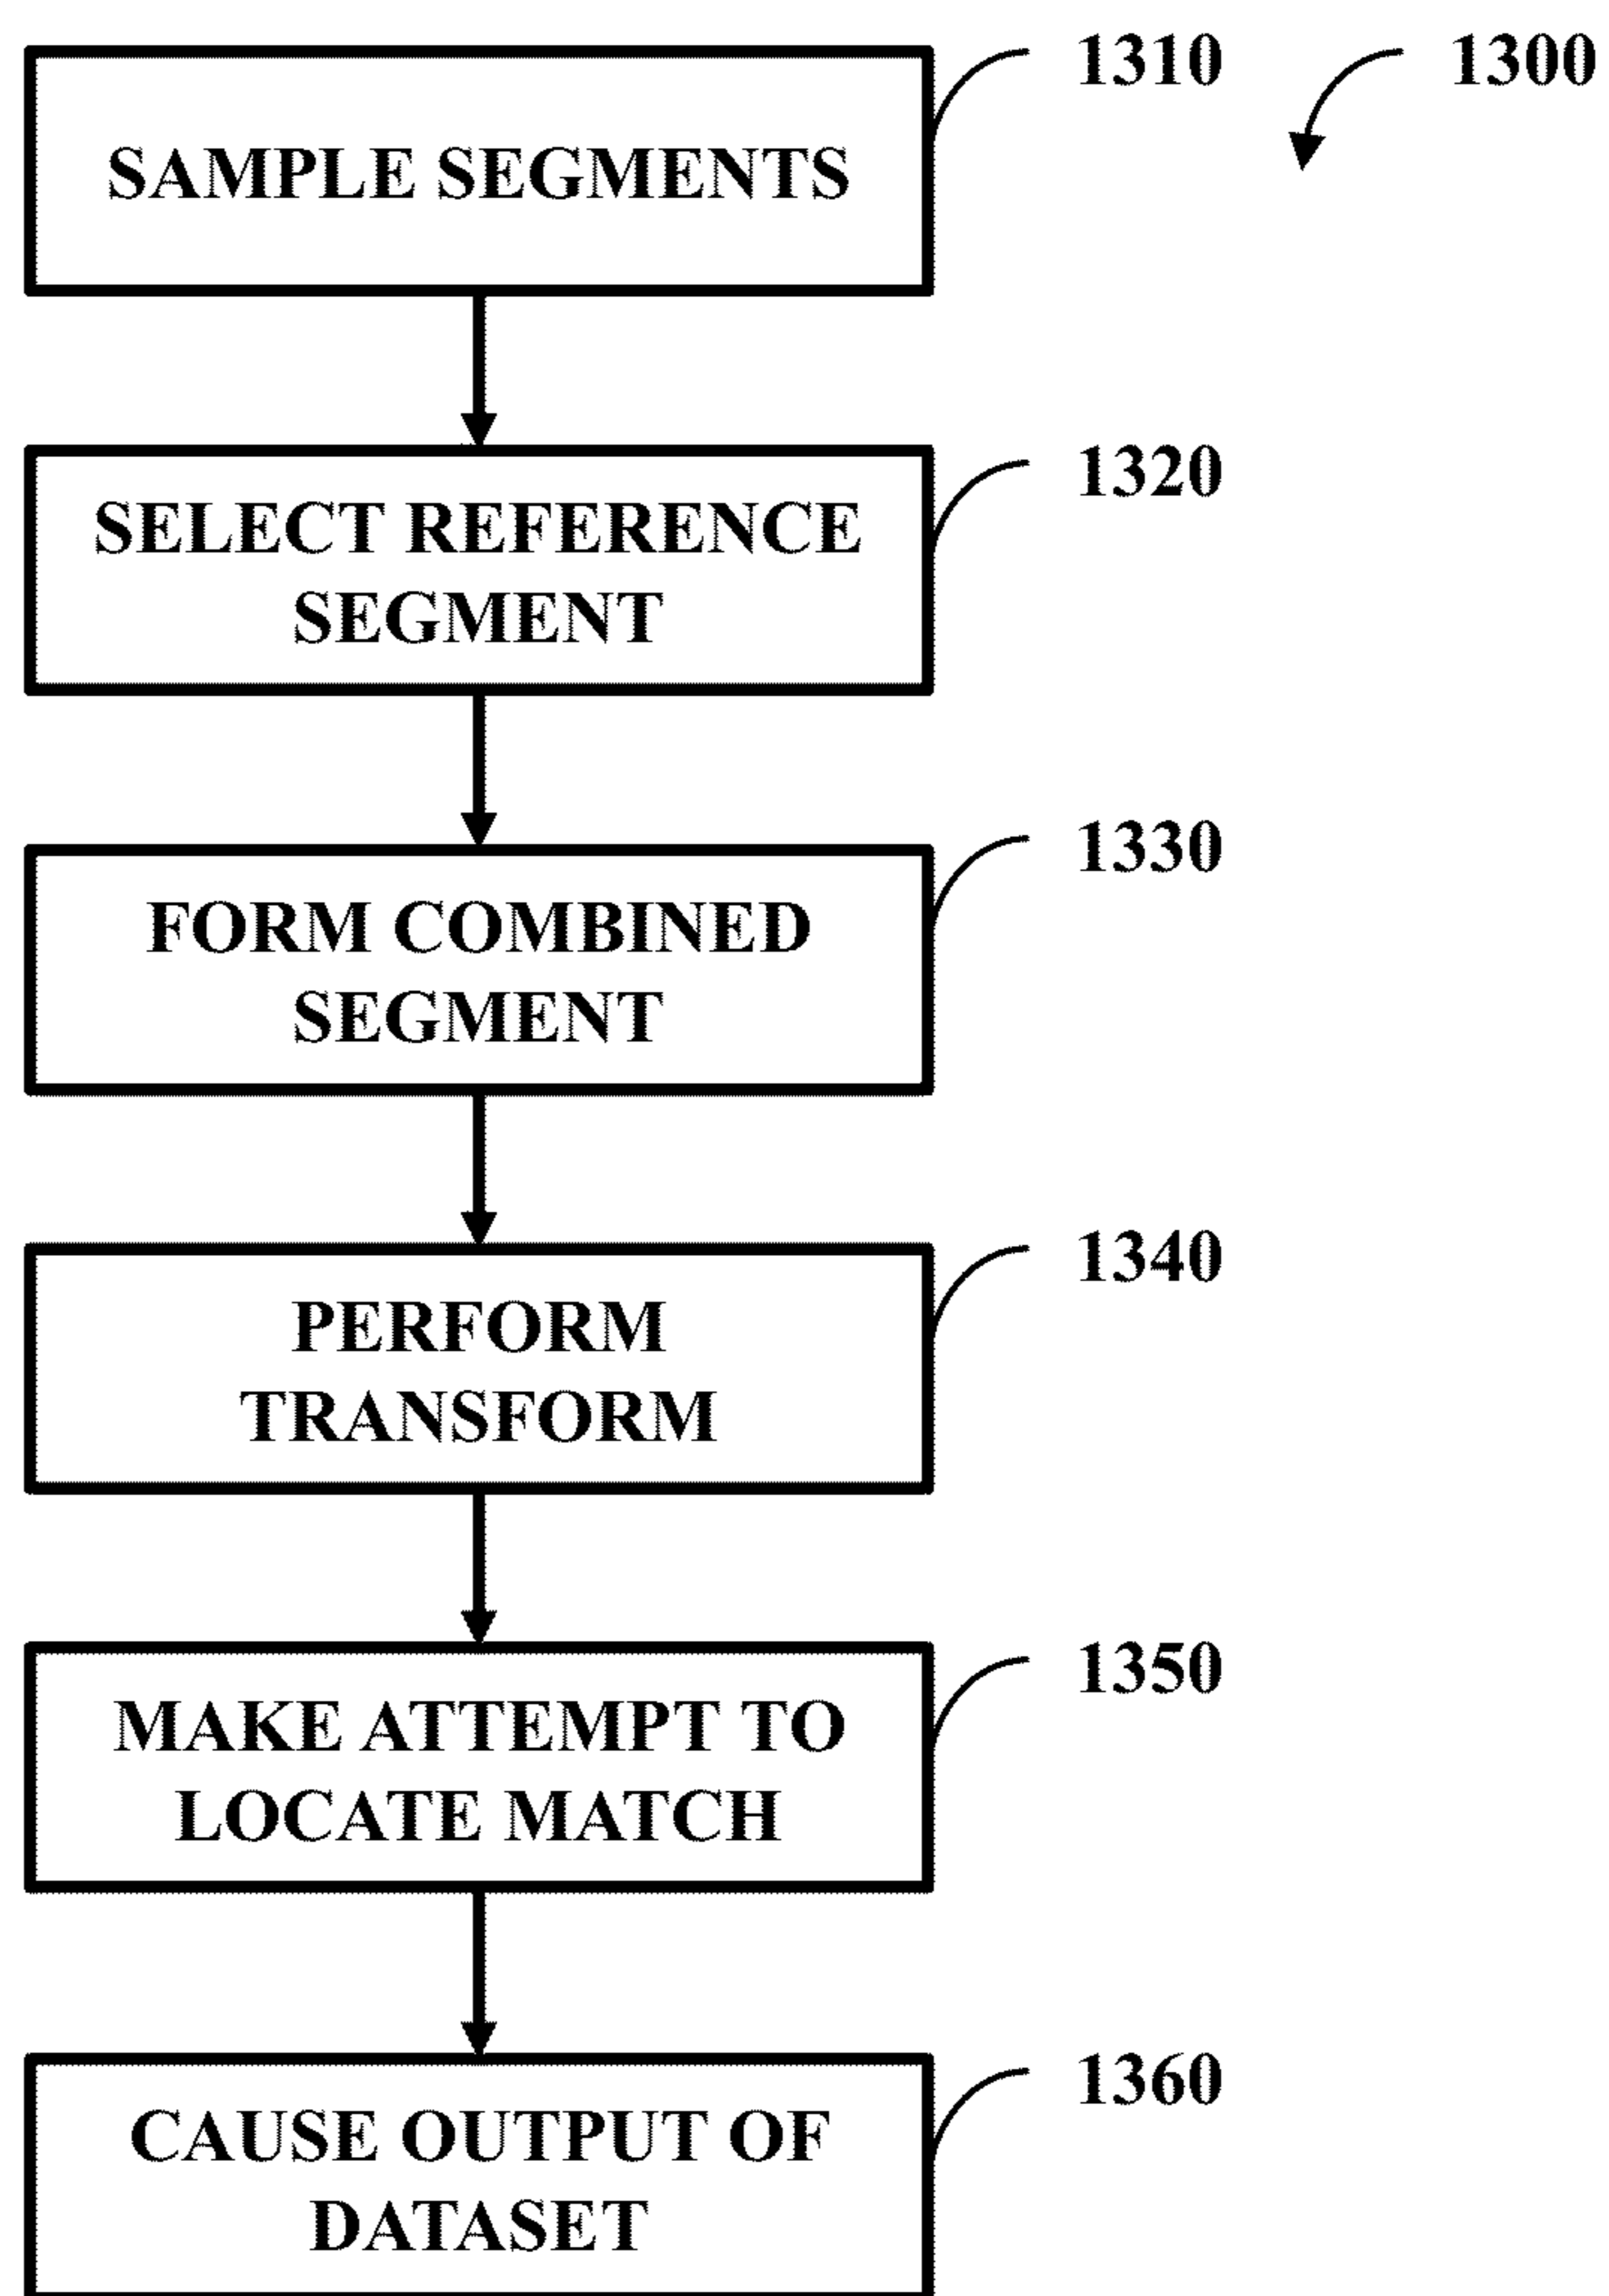 1310
1300
SAMPLE SEGMENTS
1320
SELECT REFERENCE
SEGMENT
1330
FORM COMBINED
SEGMENT
1340
PERFORM
TRANSFORM
1350
MAKE ATTEMPT TO
LOCATE MATCH
1360
CAUSE OUTPUT OF
DATASET